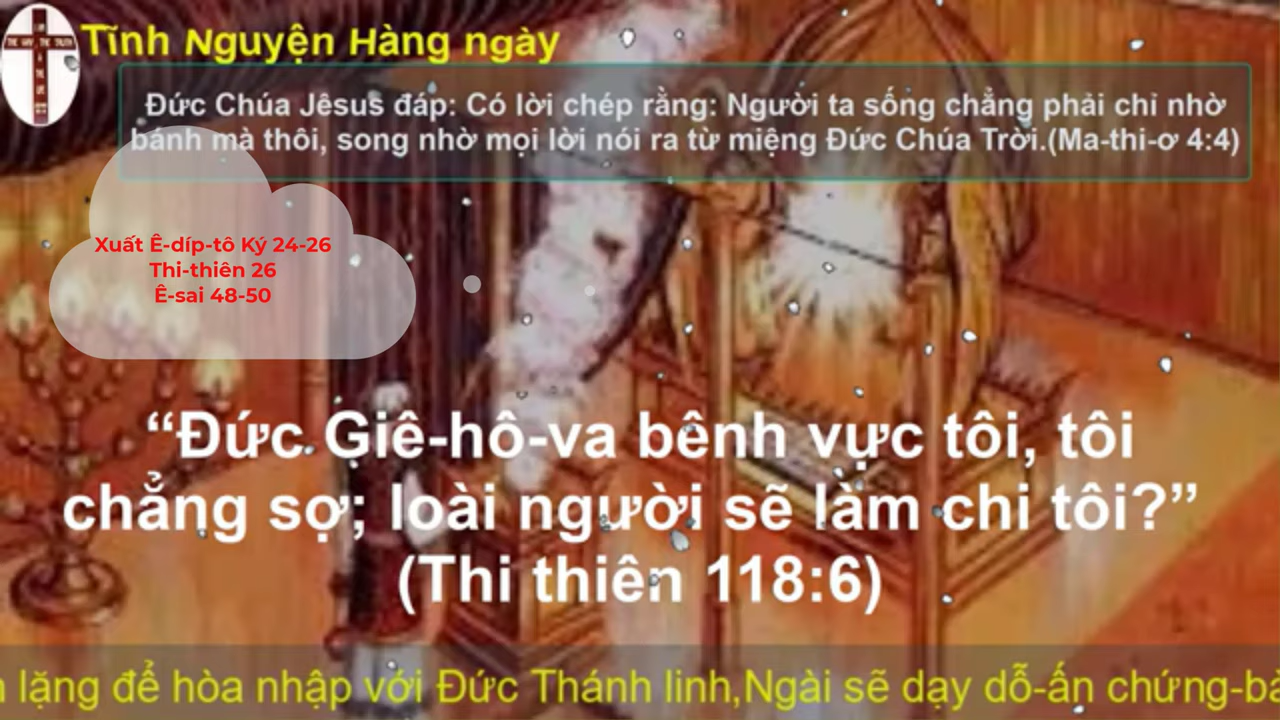 Tĩnh Nguyện Hàng ngày
Đức Chúa Jêsus đáp: Có lời chép rằng: Người ta sống chẳng phải chỉ nhờ
bánh mà thôi, song nhờ mọi lời nói ra từ miệng Đức Chúa Trời.(Ma-thi-ơ 4:4)
Xuất Ê-díp-tô Ký 24-26
Thi-thiên 26
Ê-sai 48-50
“Đức Giê-hô-va bênh vực tôi, tôi
chẳng sợ; loài người sẽ làm chi tôi?”
(Thi thiên 118:6)
lặng để hòa nhập với Đức Thánh linh,Ngài sẽ dạy dỗ-ấn chứng-